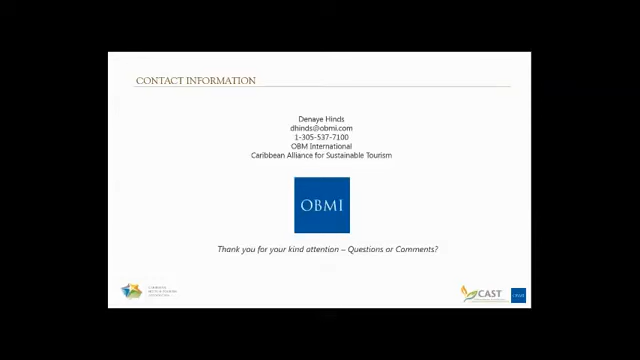 CONTACT INFORMATION
Denaye Hinds
dhinds@obmi.com
1-305-537-7100
OBM International
Caribbean Alliance for Sustainable Tourism
OBMI
Thank you for your kind attention – Questions or Comments?
CAST
OBMI